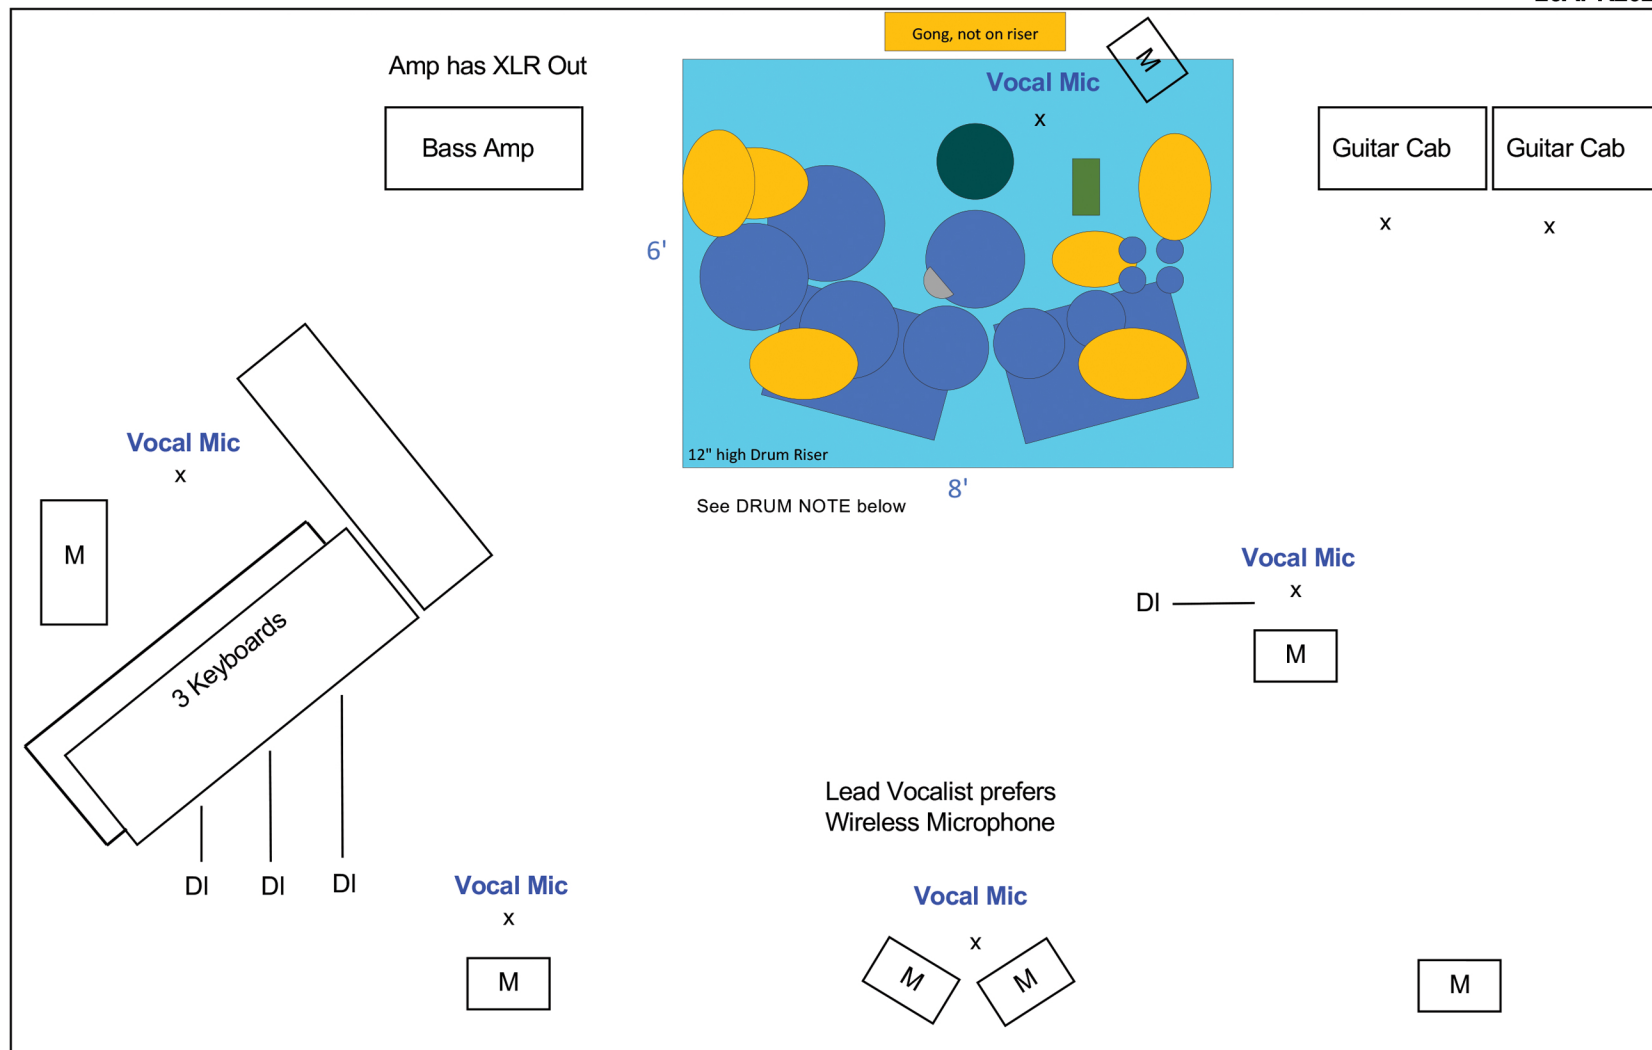 Gong, not on riser
Amp has XLR Out
Vocal Mic
M
x
Bass Amp
Guitar Cab
Guitar Cab
x
x
6'
12" high Drum Riser
8'
See DRUM NOTE below
Vocal Mic
x
M
3 Keyboards
Vocal Mic
x
DI
M
Lead Vocalist prefers
Wireless Microphone
DI
DI
DI
Vocal Mic
x
M
Vocal Mic
x
M
M
M